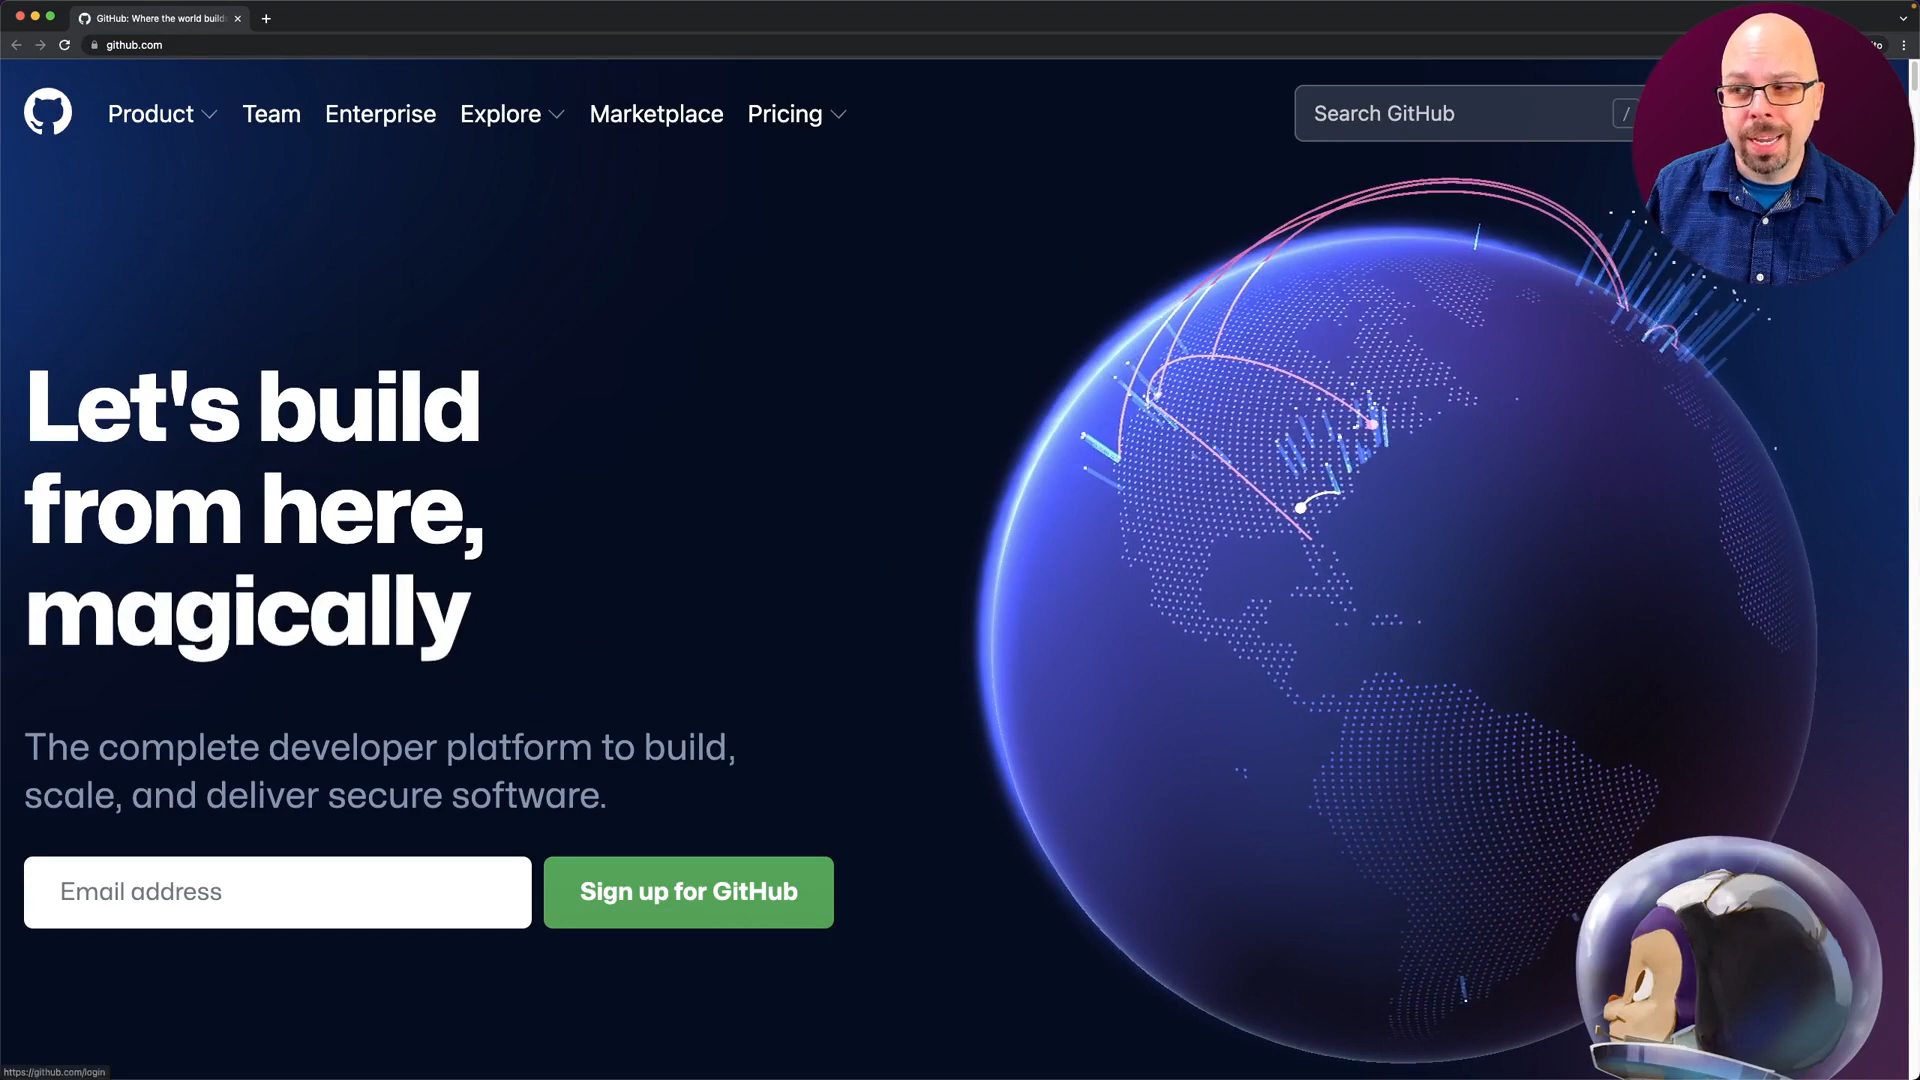 GitHub: Where the world build
github.com
to
Product
Team
Enterprise
Explore
Marketplace
Pricing
Search GitHub
/
Let's build
from here,
magically
The complete developer platform to build,
scale, and deliver secure software.
Email address
Sign up for GitHub
https://github.com/login